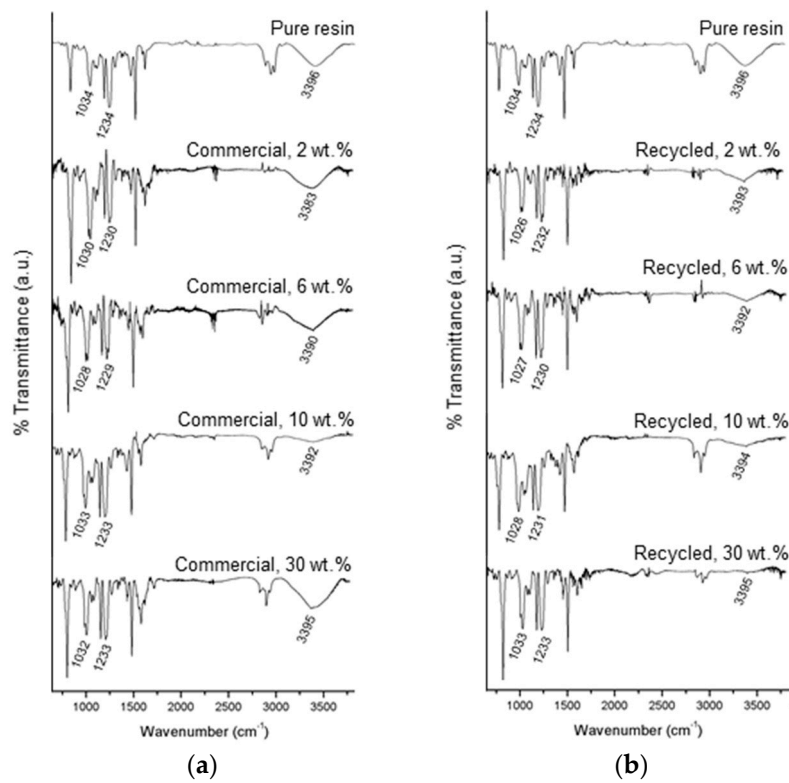 Pure resin
1034
1234
3396
Commercial, 2 wt.%
1030
1230
3383
Commercial, 6 wt.%
1028
1229
3390
Commercial, 10 wt.%
1033
1233
3392
Commercial, 30 wt.%
1032
1233
3395
% Transmittance (a.u.)
1000 1500 2000 2500 3000 3500
Wavenumber (cm⁻¹)
(a)
Pure resin
1034
1234
3396
Recycled, 2 wt.%
1026
1232
3393
Recycled, 6 wt.%
1027
1230
3392
Recycled, 10 wt.%
1028
1231
3394
Recycled, 30 wt.%
1033
1233
3395
% Transmittance (a.u.)
1000 1500 2000 2500 3000 3500
Wavenumber (cm⁻¹)
(b)